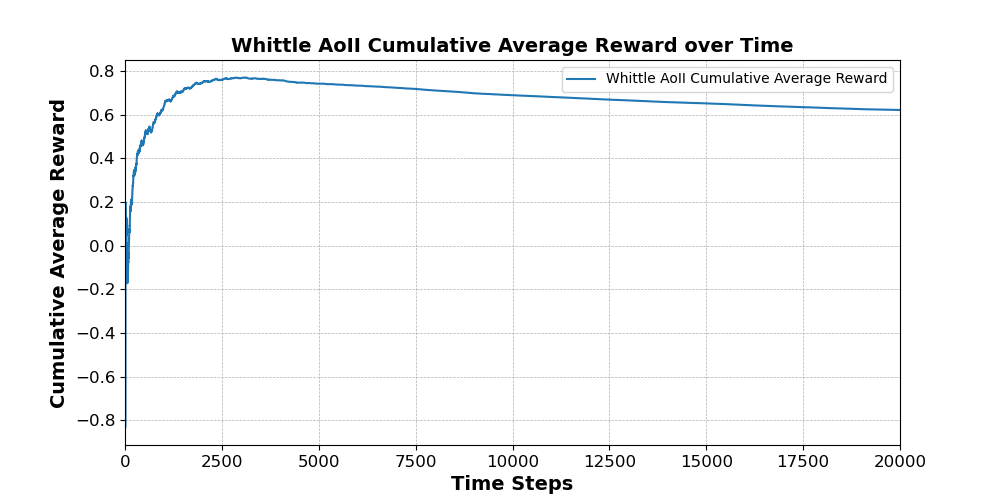 Whittle AoII Cumulative Average Reward over Time
Whittle AoII Cumulative Average Reward
Cumulative Average Reward
0.8
0.6
0.4
0.2
0.0
−0.2
−0.4
−0.6
−0.8
0 2500 5000 7500 10000 12500 15000 17500 20000
Time Steps